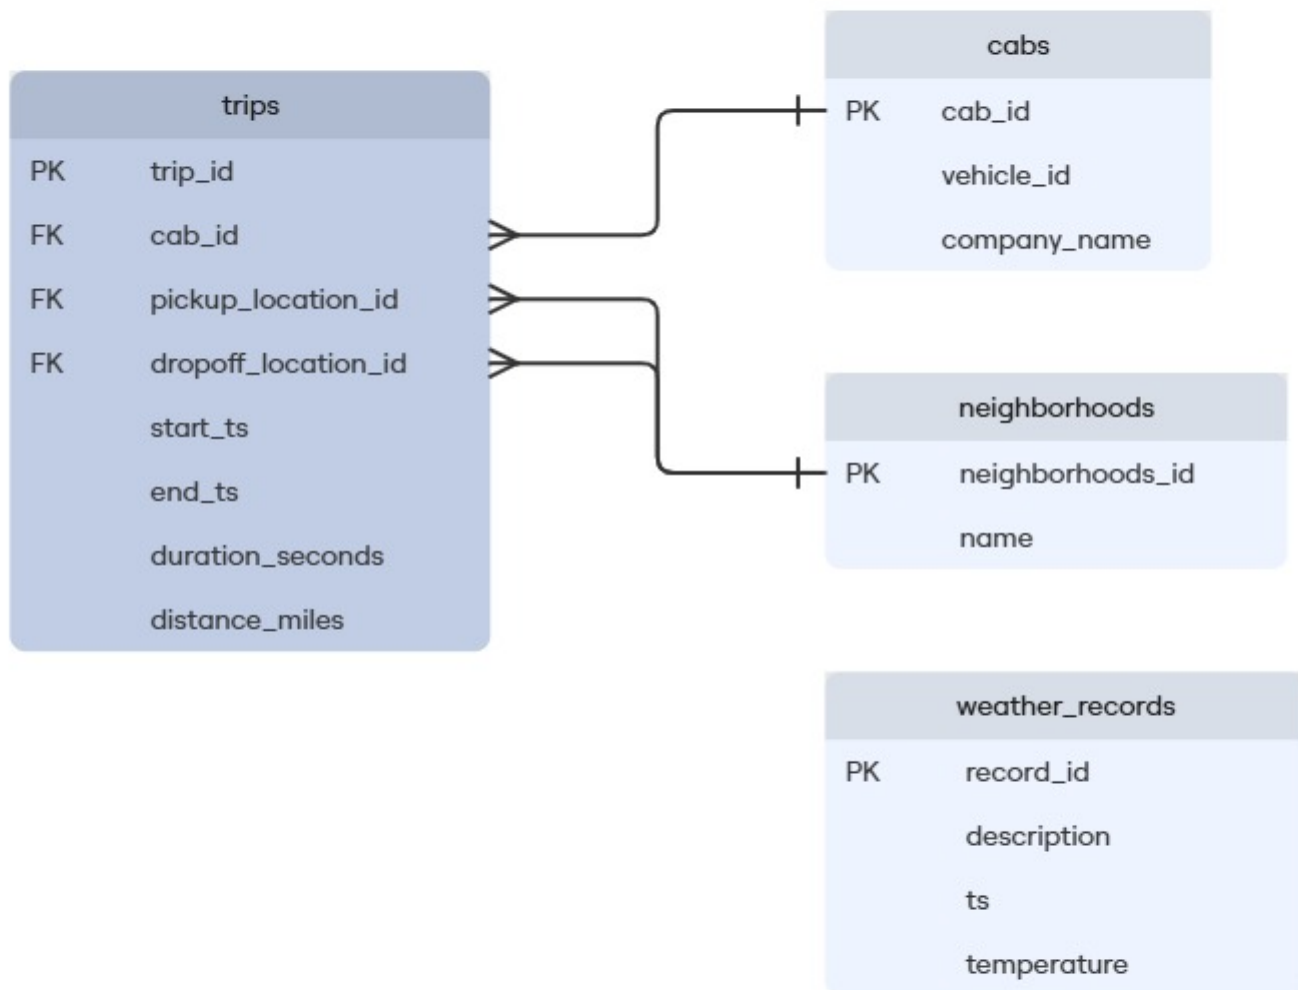 trips
PK trip_id
FK cab_id
FK pickup_location_id
FK dropoff_location_id
start_ts
end_ts
duration_seconds
distance_miles
cabs
PK cab_id
vehicle_id
company_name
neighborhoods
PK neighborhoods_id
name
weather_records
PK record_id
description
ts
temperature